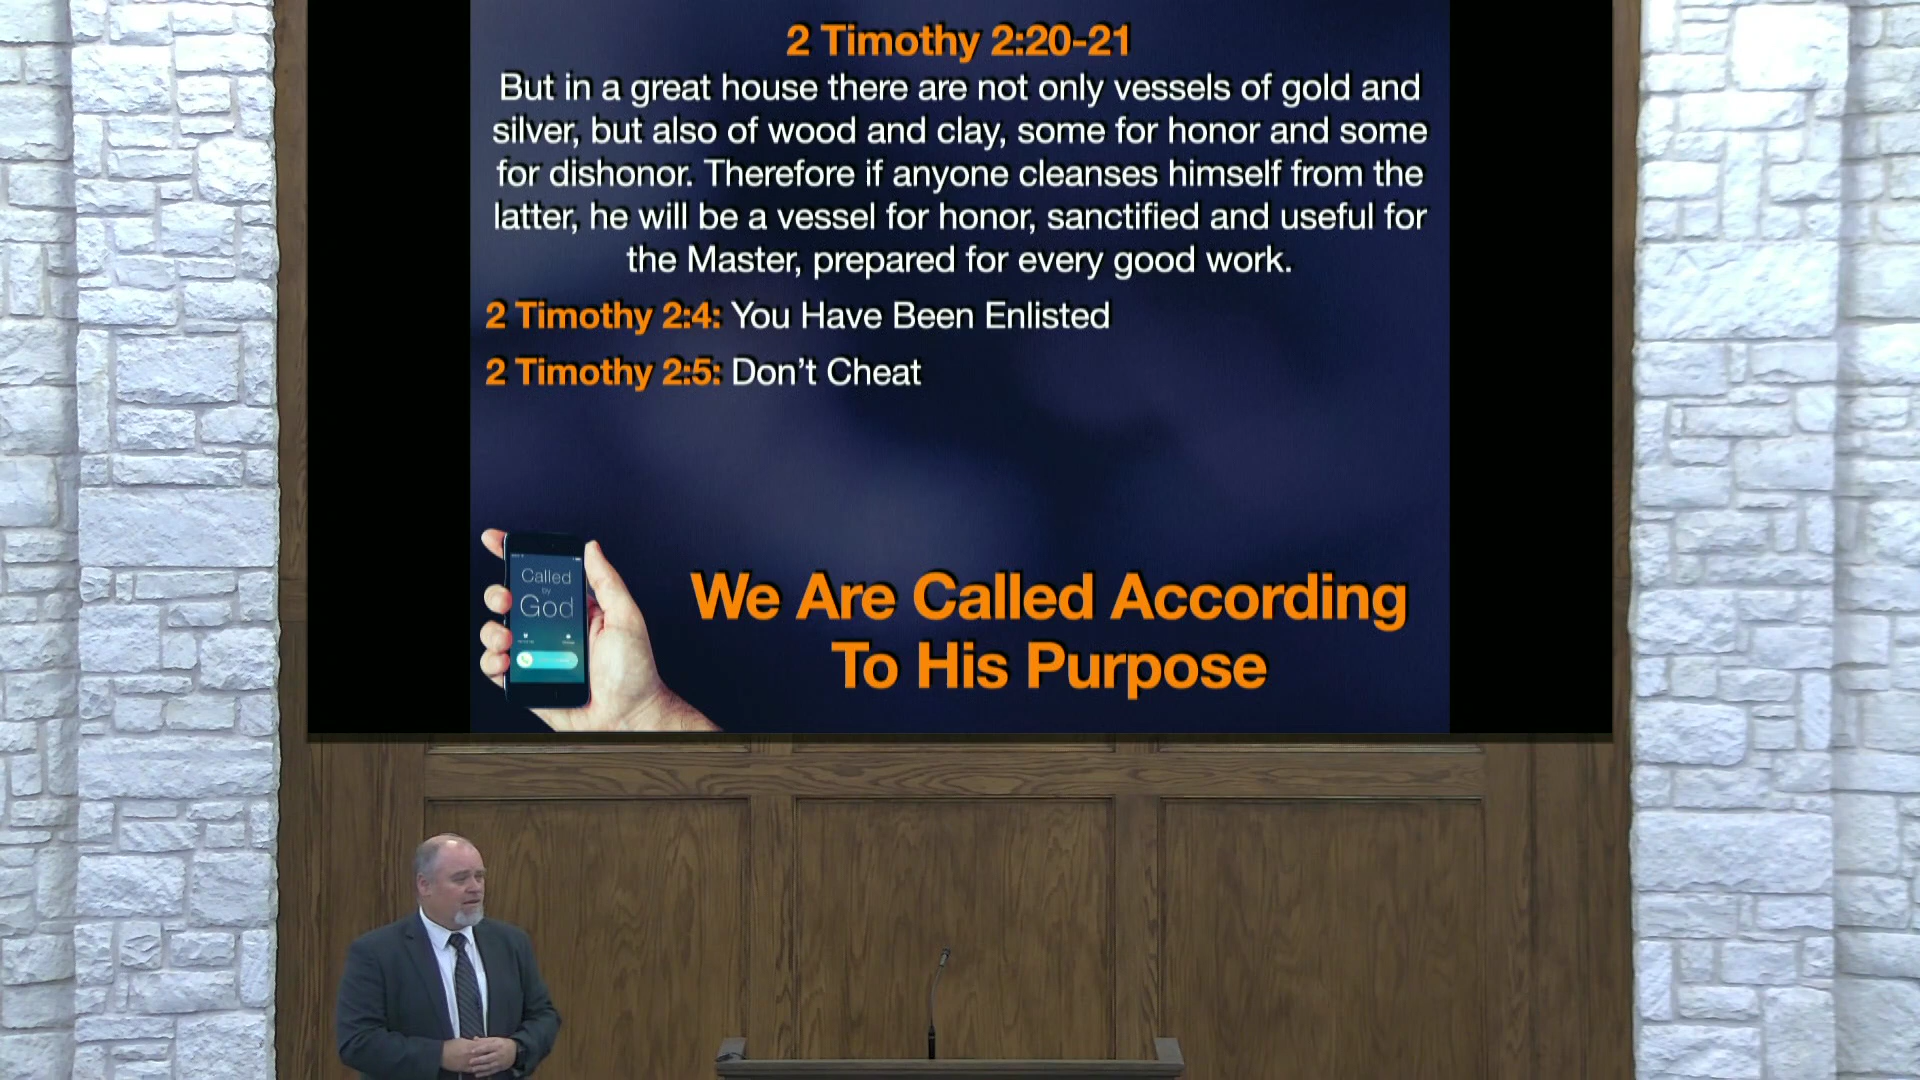 2 Timothy 2:20-21
But in a great house there are not only vessels of gold and
silver, but also of wood and clay, some for honor and some
for dishonor. Therefore if anyone cleanses himself from the
latter, he will be a vessel for honor, sanctified and useful for
the Master, prepared for every good work.
2 Timothy 2:4: You Have Been Enlisted
2 Timothy 2:5: Don’t Cheat
Called
by
God
We Are Called According
To His Purpose